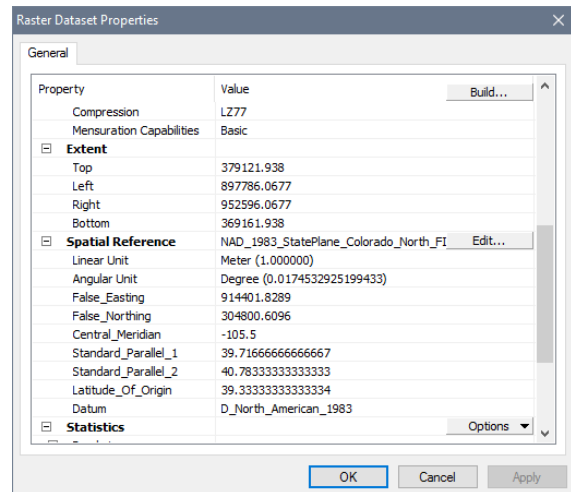 Raster Dataset Properties
General
Property Value Build...
Compression LZ77
Mensuration Capabilities Basic
Extent
Top 379121.938
Left 897786.0677
Right 952596.0677
Bottom 369161.938
Spatial Reference NAD_1983_StatePlane_Colorado_North_FI Edit...
Linear Unit Meter (1.000000)
Angular Unit Degree (0.0174532925199433)
False_Easting 914401.8289
False_Northing 304800.6096
Central_Meridian -105.5
Standard_Parallel_1 39.71666666666667
Standard_Parallel_2 40.78333333333333
Latitude_Of_Origin 39.33333333333334
Datum D_North_American_1983
Statistics Options
OK Cancel Apply